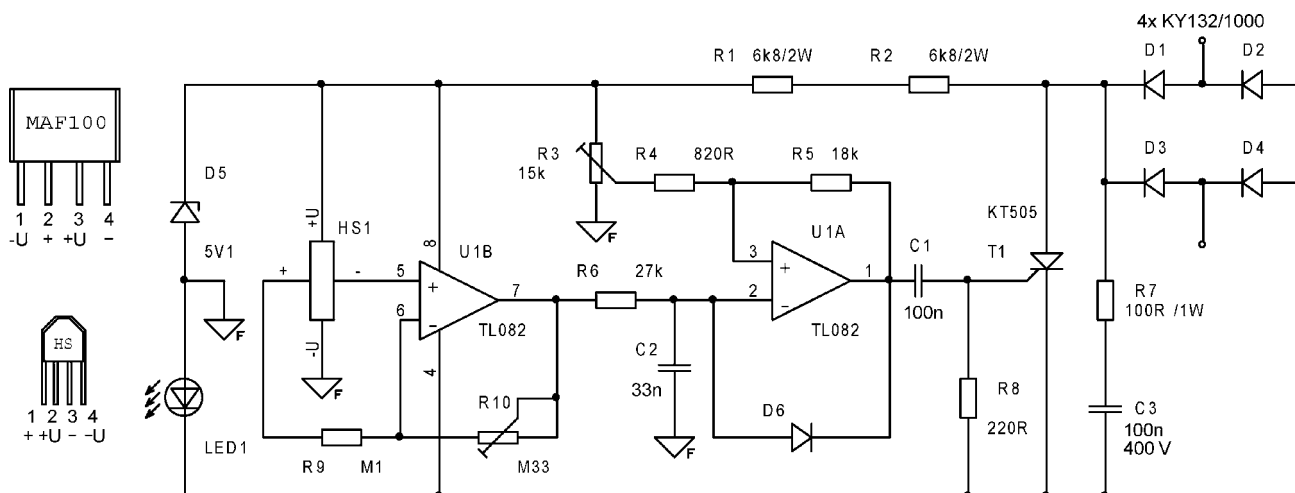 4x KY132/1000
D1 D2
R1 6k8/2W R2 6k8/2W
MAF100
1 2 3 4
-U + +U −
D5
5V1
HS
1 2 3 4
+ +U − -U
LED1
+U
HS1
+ -
-U
F
F
8
U1B
5
+
6
−
7
TL082
4
R9 M1
R10
M33
R3
15k
F
R4 820R R5 18k
R6 27k
C2
33n
F
U1A
3
+
2
−
1
TL082
D6
C1
100n
R8
220R
KT505
T1
D3 D4
R7
100R /1W
C3
100n
400 V